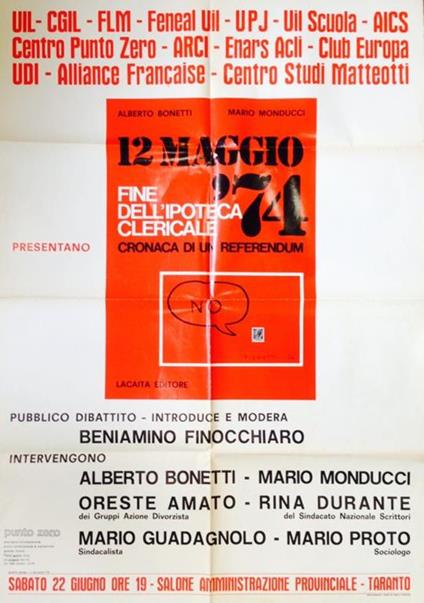 UIL - CGIL - FLM - Feneal Uil - UPJ - Uil Scuola - AICS
Centro Punto Zero - ARCI - Enars Acli - Club Europa
UDI - Alliance Française - Centro Studi Matteotti
ALBERTO BONETTI MARIO MONDUCCI
12 MAGGIO
'74
FINE
DELL'IPOTECA
CLERICALE
CRONACA DI UN REFERENDUM
PRESENTANO
NO
LACAITA EDITORE
PUBBLICO DIBATTITO - INTRODUCE E MODERA
BENIAMINO FINOCCHIARO
INTERVENGONO
ALBERTO BONETTI - MARIO MONDUCCI
ORESTE AMATO - RINA DURANTE
dei Gruppi Azione Divorzista del Sindacato Nazionale Scrittori
MARIO GUADAGNOLO - MARIO PROTO
Sindacalista Sociologo
punto zero
SABATO 22 GIUGNO ORE 19 - SALONE AMMINISTRAZIONE PROVINCIALE - TARANTO